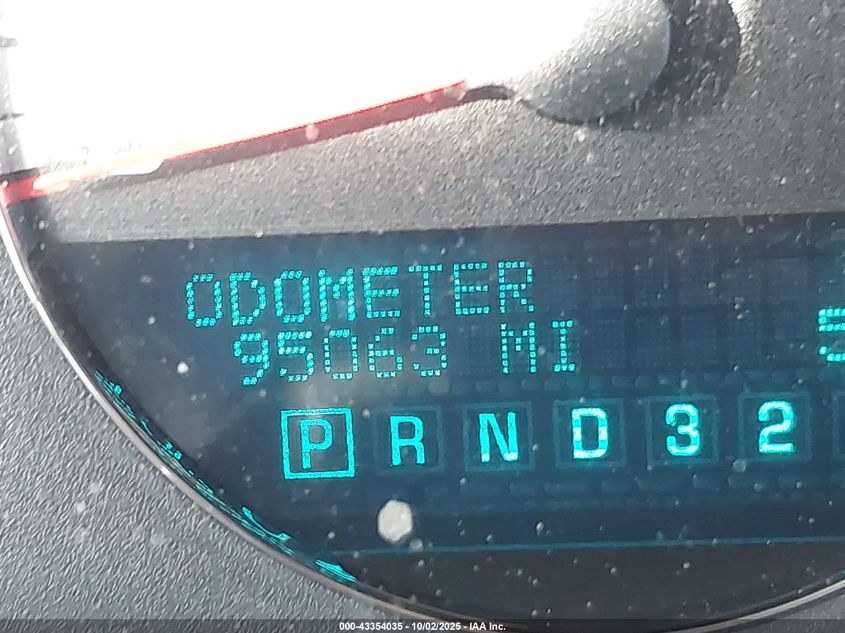 ODOMETER
95063 MI
P R N D 3 2
000-43354035 - 10/02/2025 - IAA Inc.